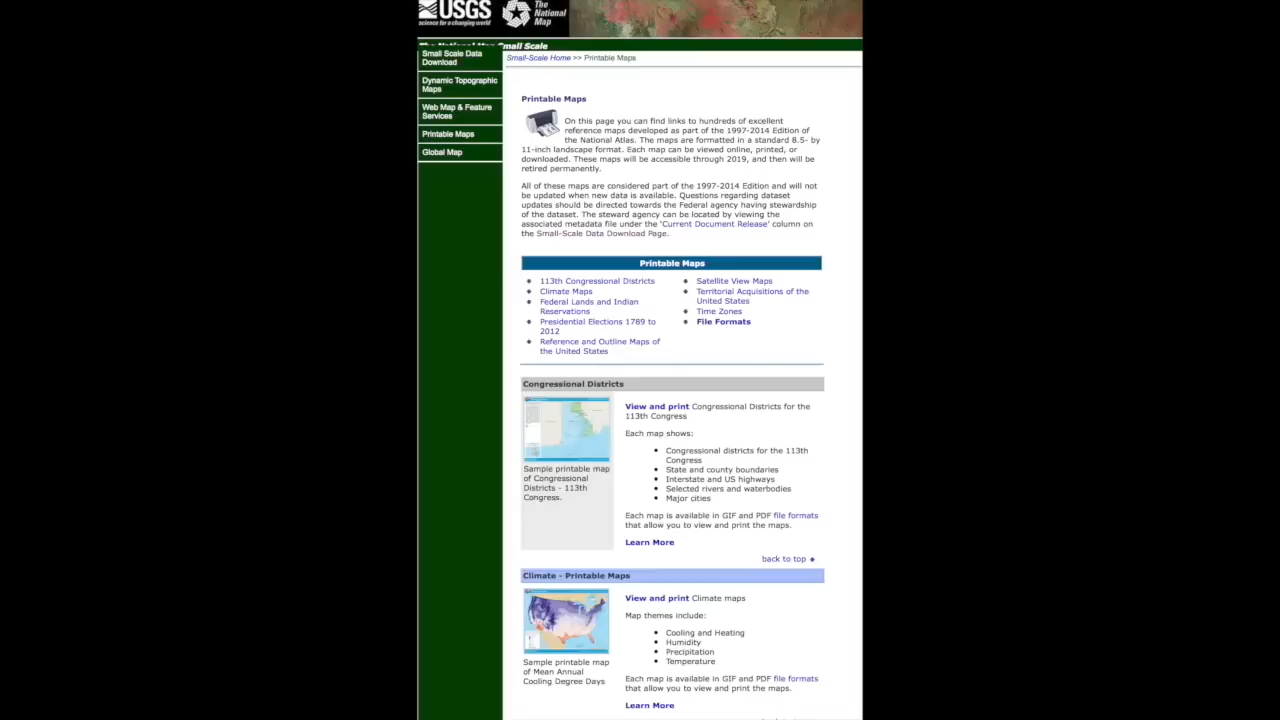 USGS
science for a changing world
The
National
Map
The National Map Small Scale
Small Scale Data
Download
Dynamic Topographic
Maps
Web Map & Feature
Services
Printable Maps
Global Map
Small-Scale Home >> Printable Maps
Printable Maps
On this page you can find links to hundreds of excellent
reference maps developed as part of the 1997-2014 Edition of
the National Atlas. The maps are formatted in a standard 8.5- by
11-inch landscape format. Each map can be viewed online, printed, or
downloaded. These maps will be accessible through 2019, and then will be
retired permanently.
All of these maps are considered part of the 1997-2014 Edition and will not
be updated when new data is available. Questions regarding dataset
updates should be directed towards the Federal agency having stewardship
of the dataset. The steward agency can be located by viewing the
associated metadata file under the 'Current Document Release' column on
the Small-Scale Data Download Page.
Printable Maps
113th Congressional Districts
Climate Maps
Federal Lands and Indian
Reservations
Presidential Elections 1789 to
2012
Reference and Outline Maps of
the United States
Satellite View Maps
Territorial Acquisitions of the
United States
Time Zones
File Formats
Congressional Districts
Sample printable map
of Congressional
Districts - 113th
Congress.
View and print Congressional Districts for the
113th Congress
Each map shows:
Congressional districts for the 113th
Congress
State and county boundaries
Interstate and US highways
Selected rivers and waterbodies
Major cities
Each map is available in GIF and PDF file formats
that allow you to view and print the maps.
Learn More
back to top
Climate - Printable Maps
Sample printable map
of Mean Annual
Cooling Degree Days
View and print Climate maps
Map themes include:
Cooling and Heating
Humidity
Precipitation
Temperature
Each map is available in GIF and PDF file formats
that allow you to view and print the maps.
Learn More